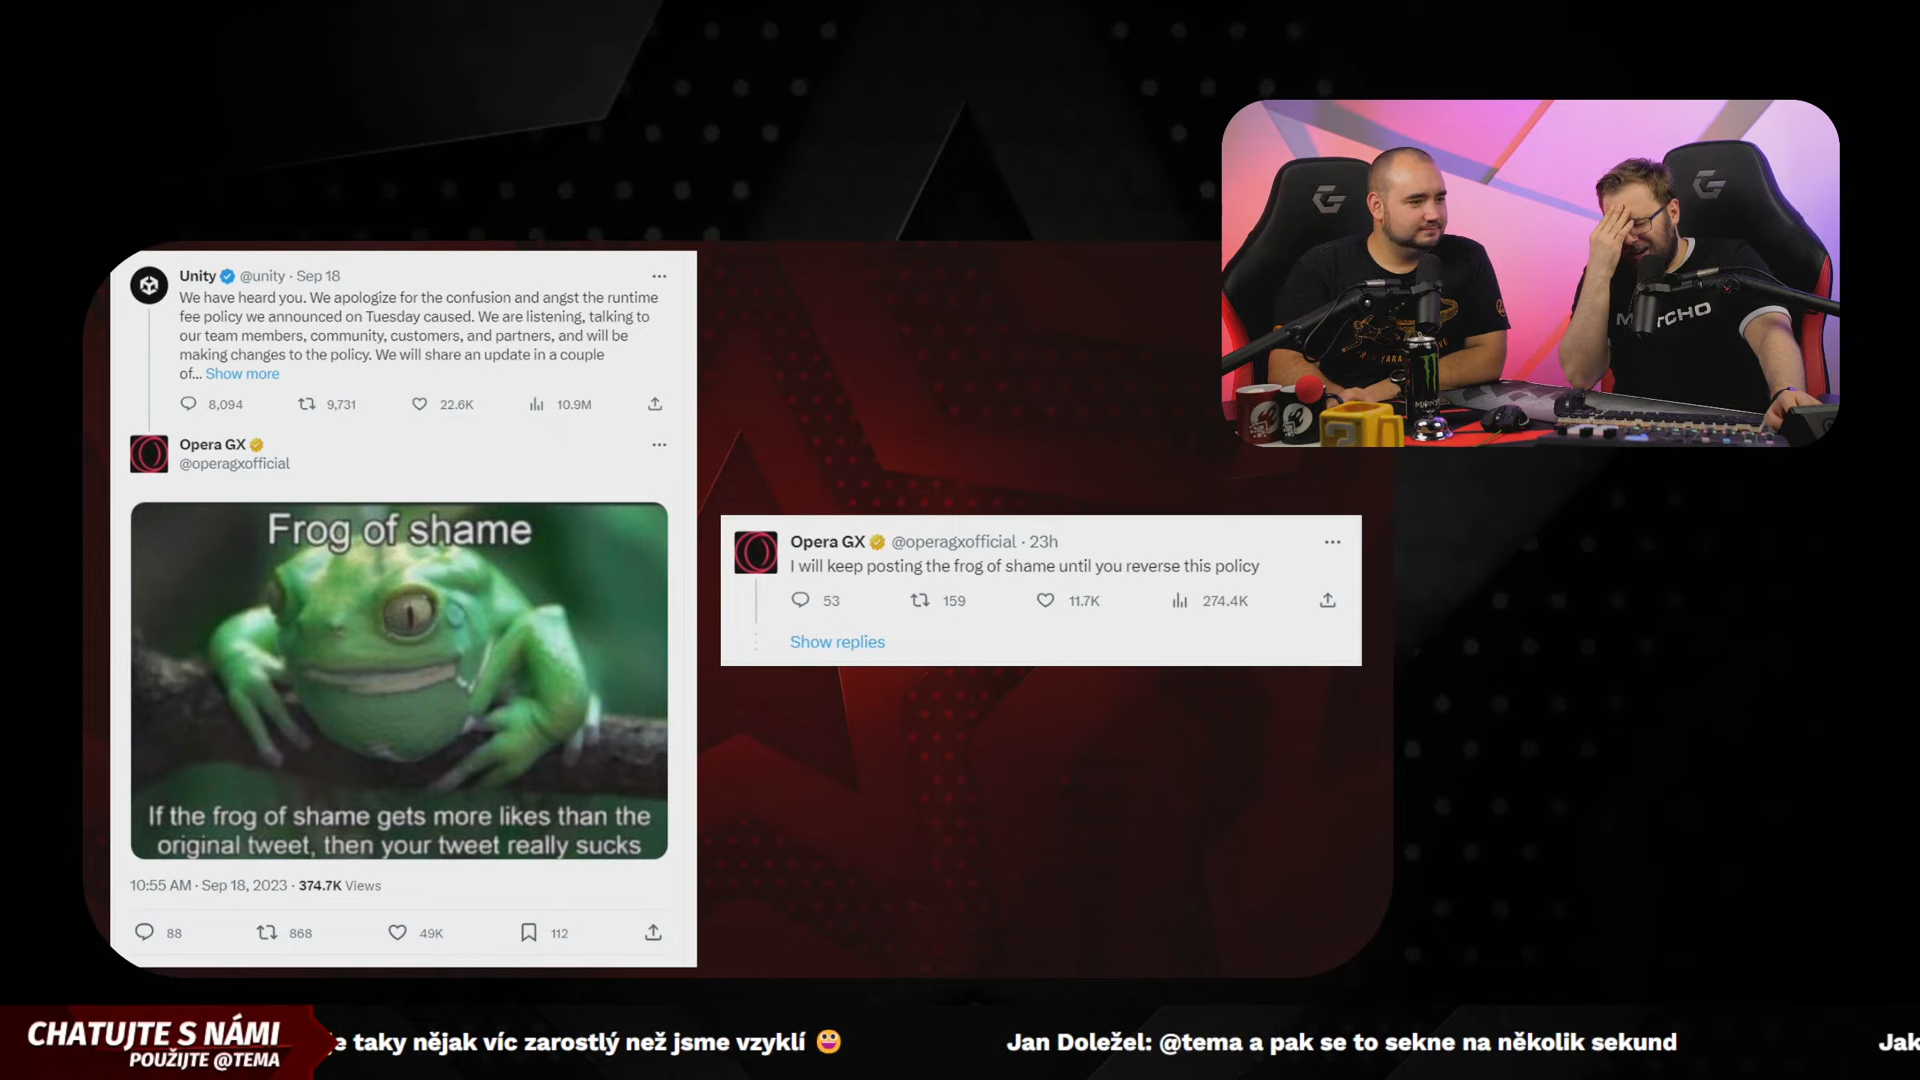 Unity @unity · Sep 18
We have heard you. We apologize for the confusion and angst the runtime
fee policy we announced on Tuesday caused. We are listening, talking to
our team members, community, customers, and partners, and will be
making changes to the policy. We will share an update in a couple
of... Show more
8,094 9,731 22.6K 10.9M
Opera GX
@operagxofficial
Frog of shame
If the frog of shame gets more likes than the
original tweet, then your tweet really sucks
10:55 AM · Sep 18, 2023 · 374.7K Views
88 868 49K 112
Opera GX @operagxofficial · 23h
I will keep posting the frog of shame until you reverse this policy
53 159 11.7K 274.4K
Show replies
CHATUJTE S NÁMI
POUŽIJTE @TEMA
taky nějak víc zarostlý než jsme vzyklí
Jan Doležel: @tema a pak se to sekne na několik sekund